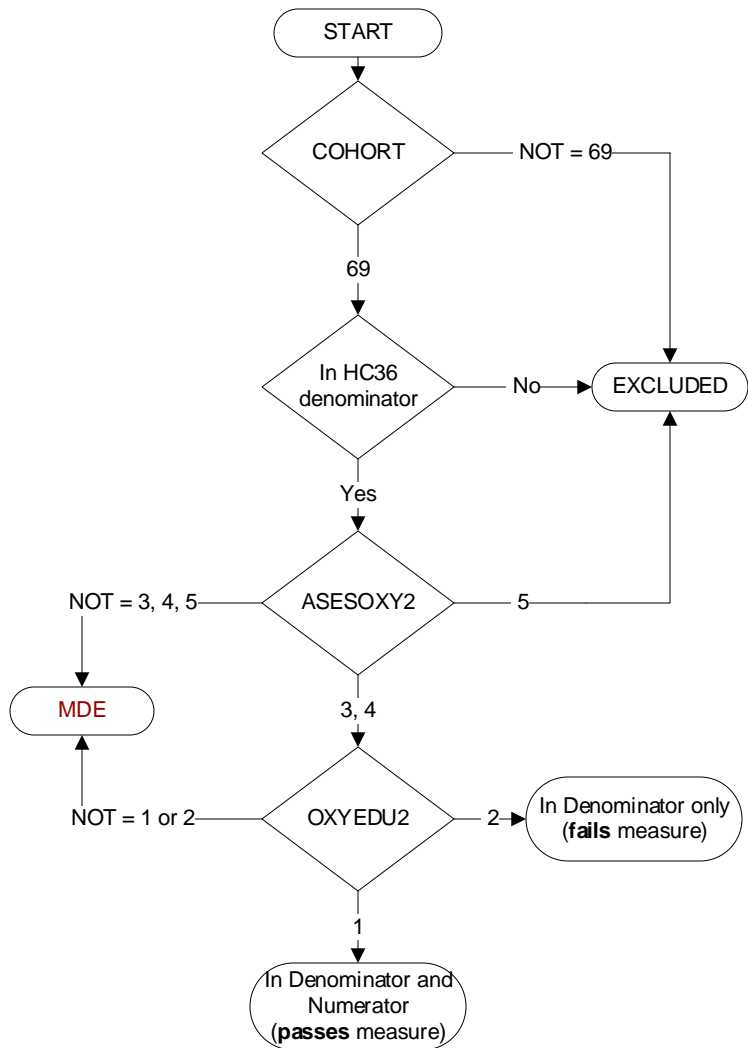 START
COHORT
NOT = 69
69
In HC36
denominator
No
EXCLUDED
Yes
NOT = 3, 4, 5
ASESOXY2
5
MDE
3, 4
NOT = 1 or 2
OXYEDU2
2
In Denominator only
(fails measure)
1
In Denominator and
Numerator
(passes measure)